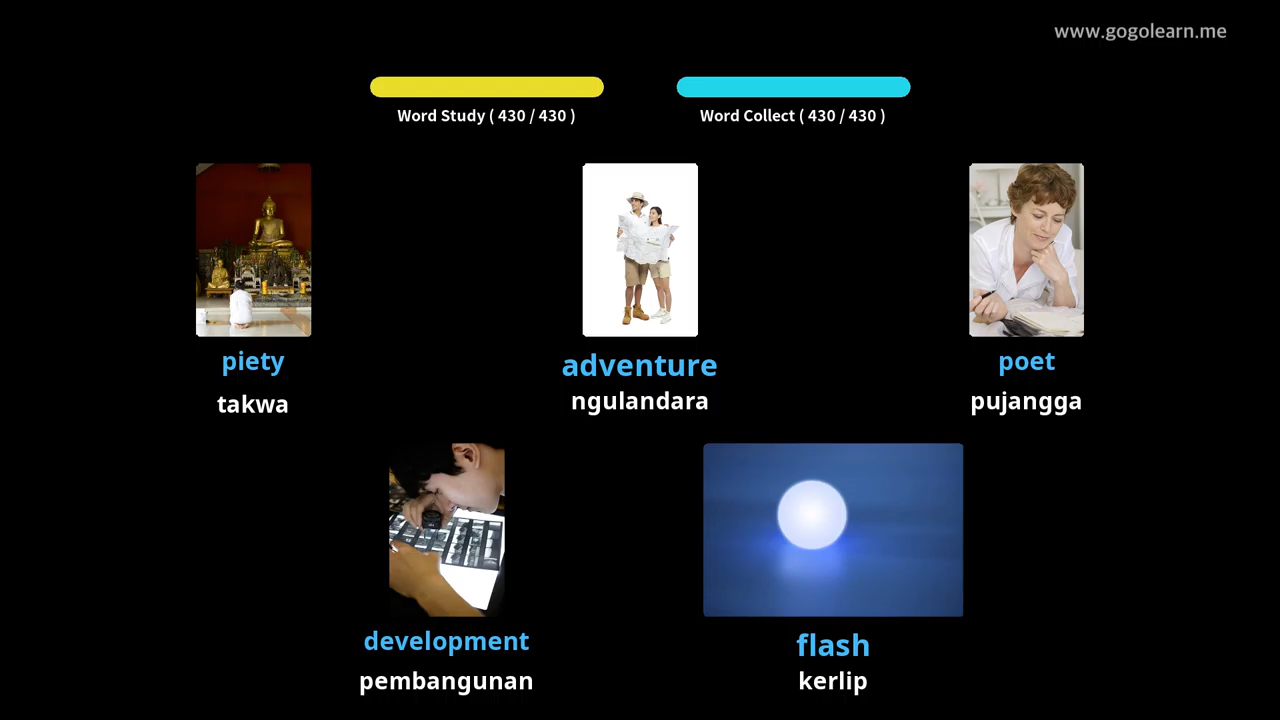 www.gogolearn.me
Word Study ( 430 / 430 )
Word Collect ( 430 / 430 )
piety
takwa
adventure
ngulandara
poet
pujangga
development
pembangunan
flash
kerlip